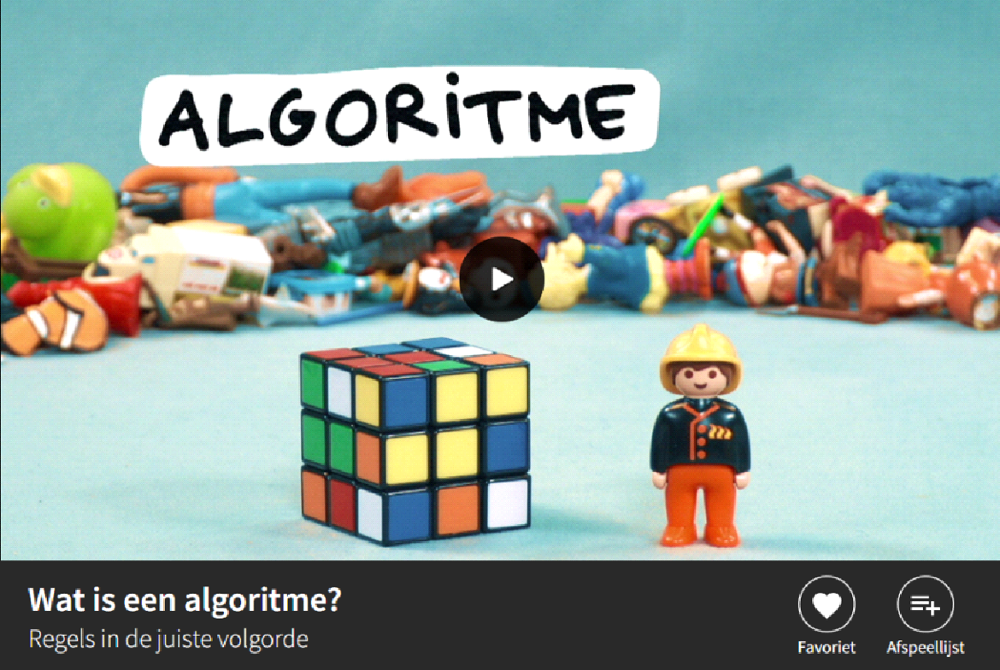 ALGORiTME
Wat is een algoritme?
Regels in de juiste volgorde
Favoriet
Afspeellijst